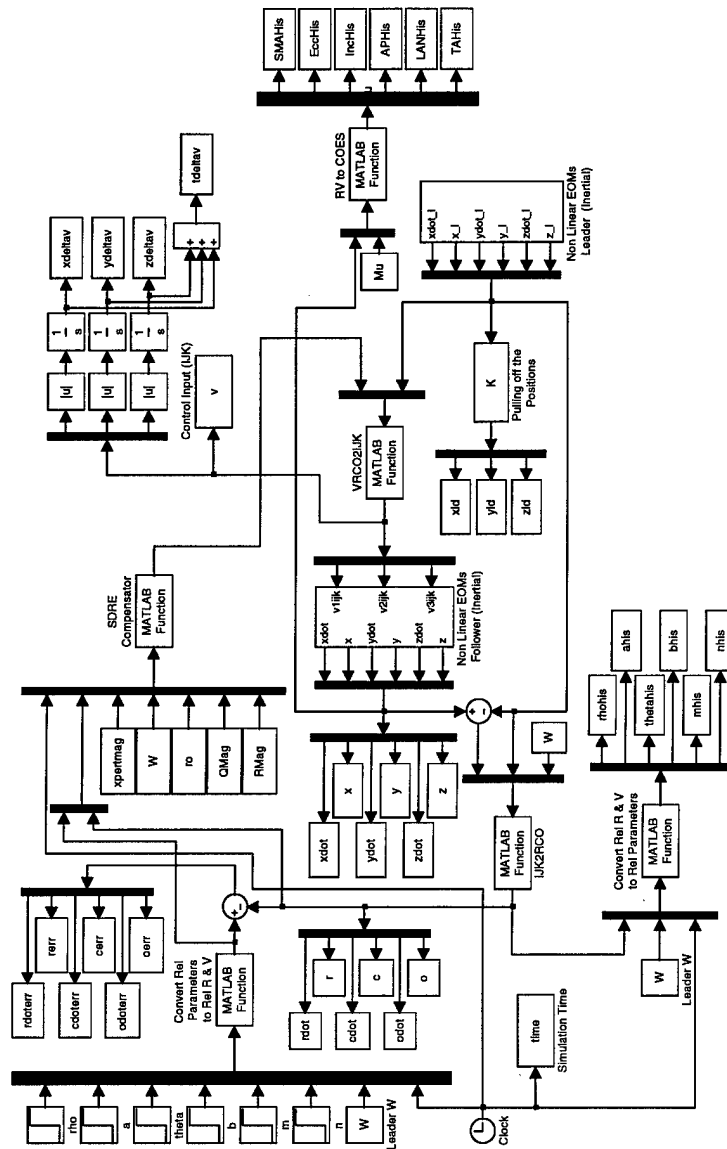 rho
a
theta
b
m
n
W
Leader W
Convert Rel
Parameters
to Rel R & V
MATLAB
Function
rdoterr
rerr
cdoterr
cerr
odoterr
oerr
+
-
rdot
r
cdot
c
odot
o
Clock
time
Simulation Time
xpertmag
W
ro
QMag
RMag
SDRE
Compensator
MATLAB
Function
|u|
|u|
|u|
1
s
1
s
1
s
xdeltav
ydeltav
zdeltav
+
+
+
tdeltav
Control Input (IJK)
v
VRCO2IJK
MATLAB
Function
v1ijk
v2ijk
v3ijk
xdot
x
ydot
y
zdot
z
Non Linear EOMs
Follower (Inertial)
xdot
x
ydot
y
zdot
z
+
-
W
MATLAB
Function
IJK2RCO
W
Leader W
Convert Rel R & V
to Rel Parameters
MATLAB
Function
rhohis
ahis
thetahis
bhis
mhis
nhis
xld
yld
zld
K
Pulling off the
Positions
xdot_l
x_l
ydot_l
y_l
zdot_l
z_l
Non Linear EOMs
Leader (Inertial)
Mu
RV to COES
MATLAB
Function
u
SMAHis
EccHis
IncHis
APHis
LANHis
TAHis